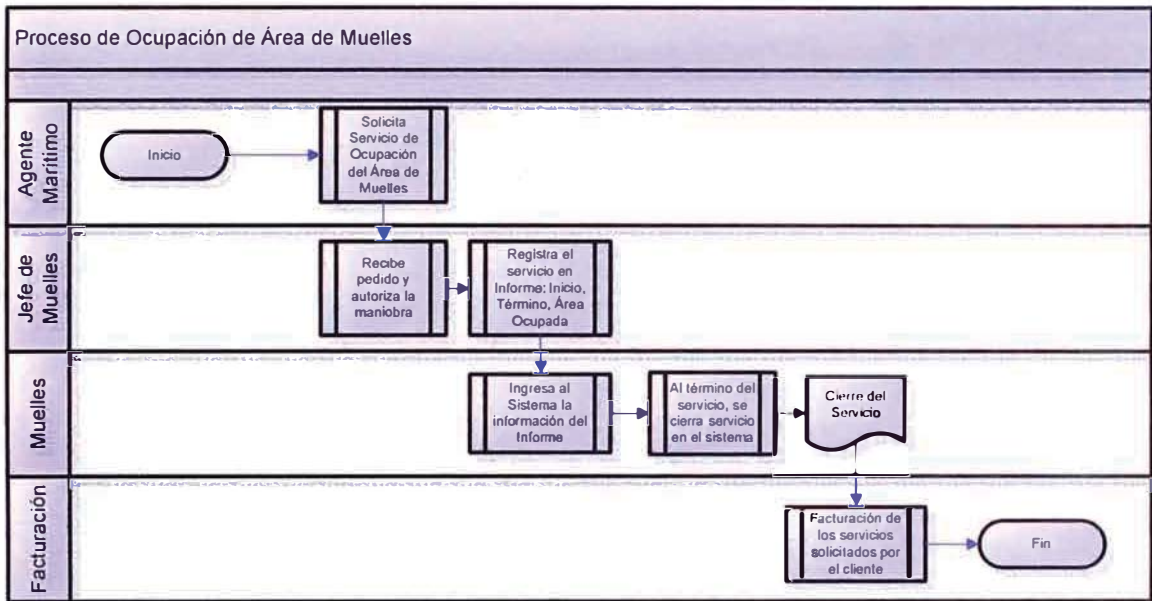 Proceso de Ocupación de Área de Muelles
Agente
Marítimo
Inicio
Solicita
Servicio de
Ocupación
del Área de
Muelles
Jefe de
Muelles
Recibe
pedido y
autoriza la
maniobra
Registra el
servicio en
Informe: Inicio,
Término, Área
Ocupada
Muelles
Ingresa al
Sistema la
información del
Informe
Al término del
servicio, se
cierra servicio
en el sistema
Cierre del
Servicio
Facturación
Facturación de
los servicios
solicitados por
el cliente
Fin